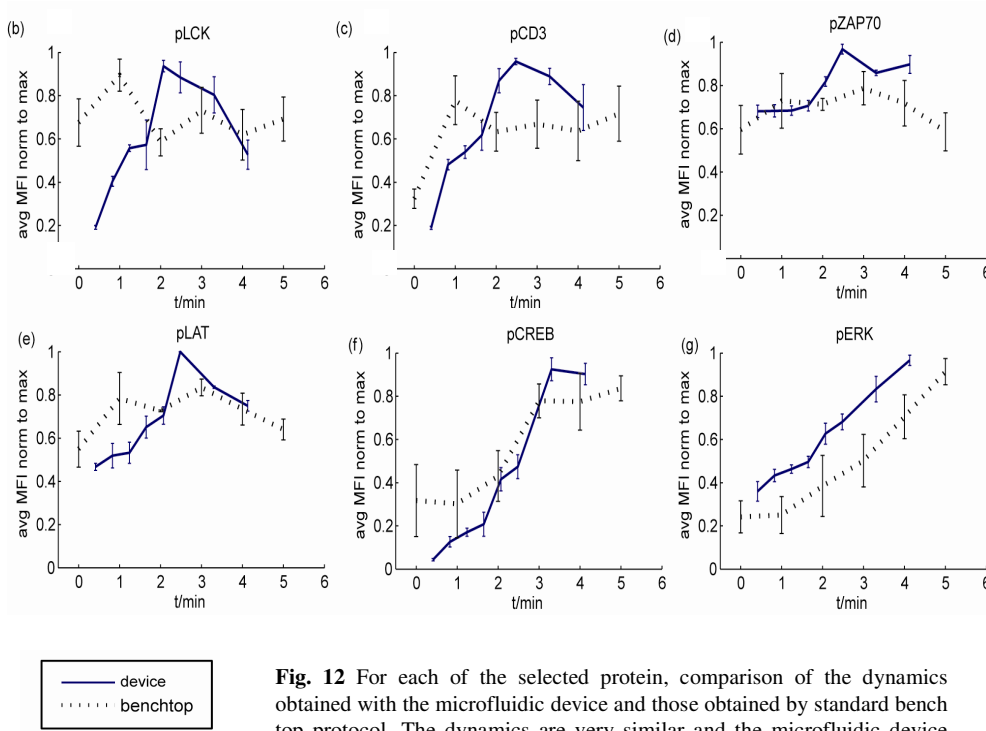 (b)
pLCK
avg MFI norm to max
1
0.8
0.6
0.4
0.2
0 1 2 3 4 5 6
t/min
(c)
pCD3
avg MFI norm to max
1
0.8
0.6
0.4
0.2
0 1 2 3 4 5 6
t/min
(d)
pZAP70
avg MFI norm to max
1
0.8
0.6
0.4
0.2
0 1 2 3 4 5 6
t/min
(e)
pLAT
avg MFI norm to max
1
0.8
0.6
0.4
0.2
0
0 1 2 3 4 5 6
t/min
(f)
pCREB
avg MFI norm to max
1
0.8
0.6
0.4
0.2
0
0 1 2 3 4 5 6
t/min
(g)
pERK
avg MFI norm to max
1
0.8
0.6
0.4
0.2
0
0 1 2 3 4 5 6
t/min
device
benchtop
Fig. 12 For each of the selected protein, comparison of the dynamics
obtained with the microfluidic device and those obtained by standard bench
top protocol. The dynamics are very similar and the microfluidic device